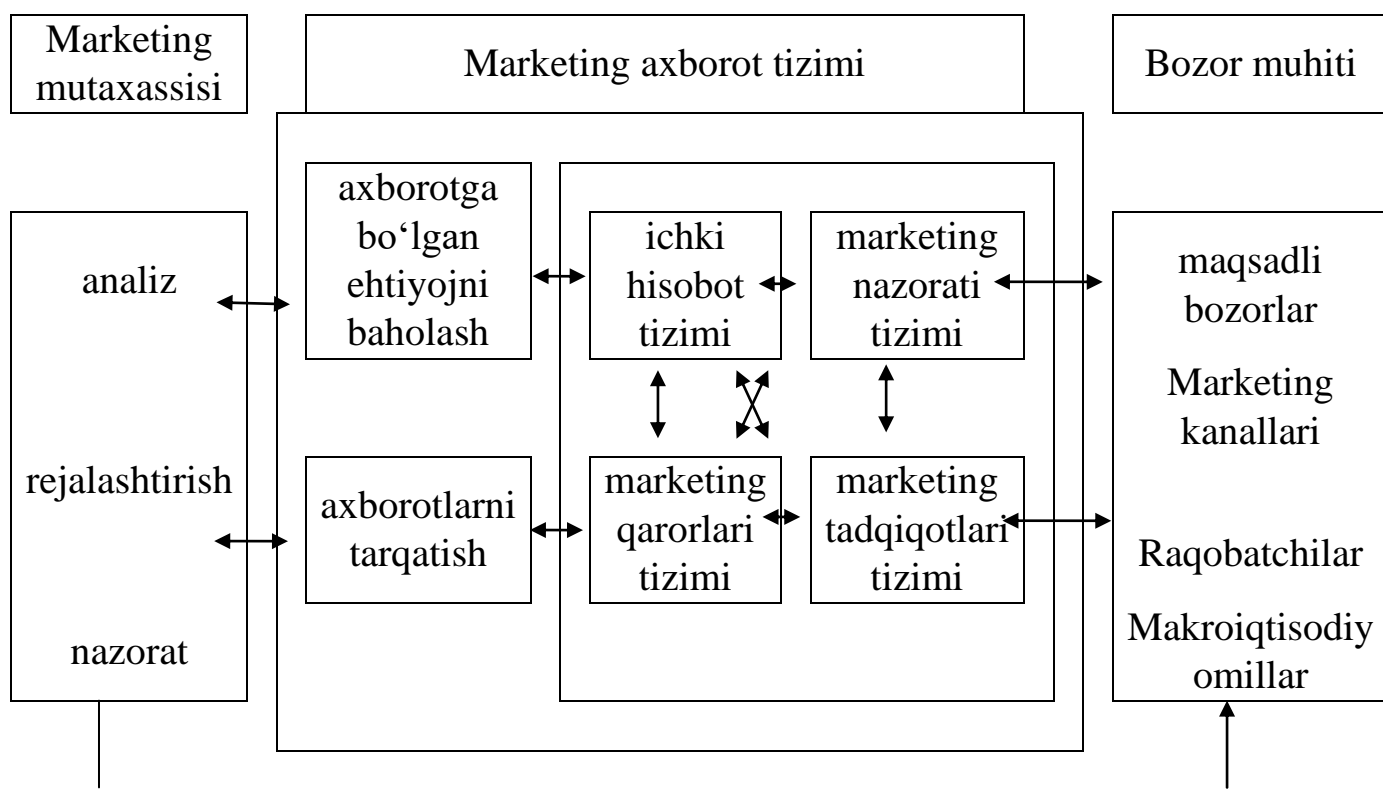 Marketing
mutaxassisi
Marketing axborot tizimi
Bozor muhiti
analiz
rejalashtirish
nazorat
axborotga
bo‘lgan
ehtiyojni
baholash
axborotlarni
tarqatish
ichki
hisobot
tizimi
marketing
nazorati
tizimi
marketing
qarorlari
tizimi
marketing
tadqiqotlari
tizimi
maqsadli
bozorlar
Marketing
kanallari
Raqobatchilar
Makroiqtisodiy
omillar